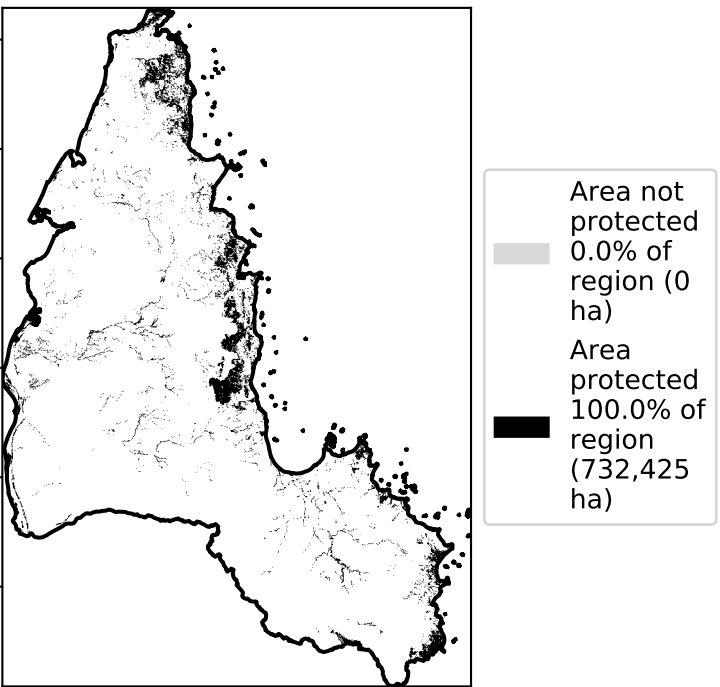 Area not
protected
0.0% of
region (0
ha)
Area
protected
100.0% of
region
(732,425
ha)